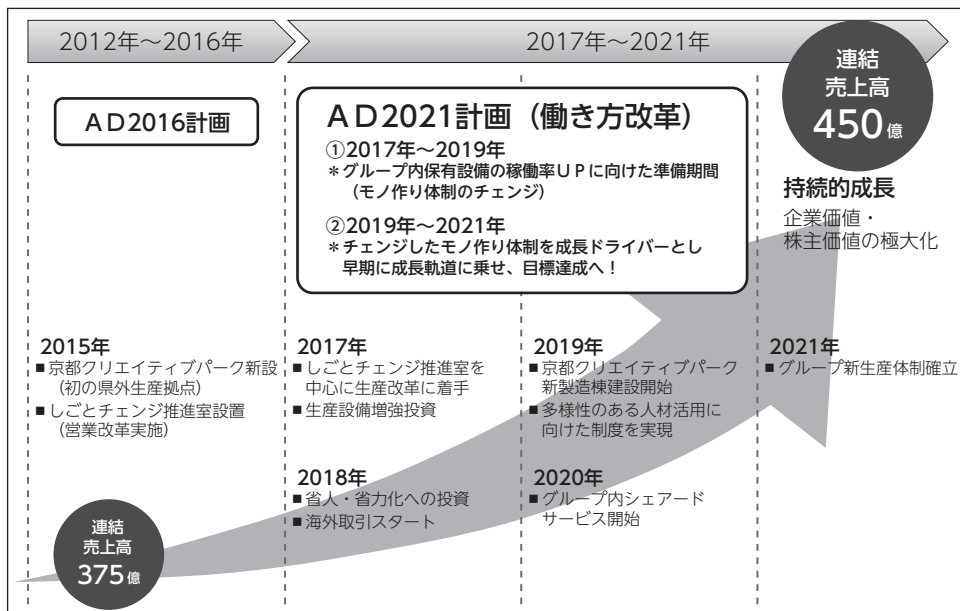 2012年～2016年
2017年～2021年
連結
売上高
450億
AD2016計画
AD2021計画（働き方改革）
①2017年～2019年
＊グループ内保有設備の稼働率UPに向けた準備期間
（モノ作り体制のチェンジ）
②2019年～2021年
＊チェンジしたモノ作り体制を成長ドライバーとし
早期に成長軌道に乗せ、目標達成へ！
持続的成長
企業価値・
株主価値の極大化
2015年
■京都クリエイティブパーク新設
（初の県外生産拠点）
■しごとチェンジ推進室設置
（営業改革実施）
2017年
■しごとチェンジ推進室を
中心に生産改革に着手
■生産設備増強投資
2018年
■省人・省力化への投資
■海外取引スタート
2019年
■京都クリエイティブパーク
新製造棟建設開始
■多様性のある人材活用に
向けた制度を実現
2020年
■グループ内シェアード
サービス開始
2021年
■グループ新生産体制確立
連結
売上高
375億